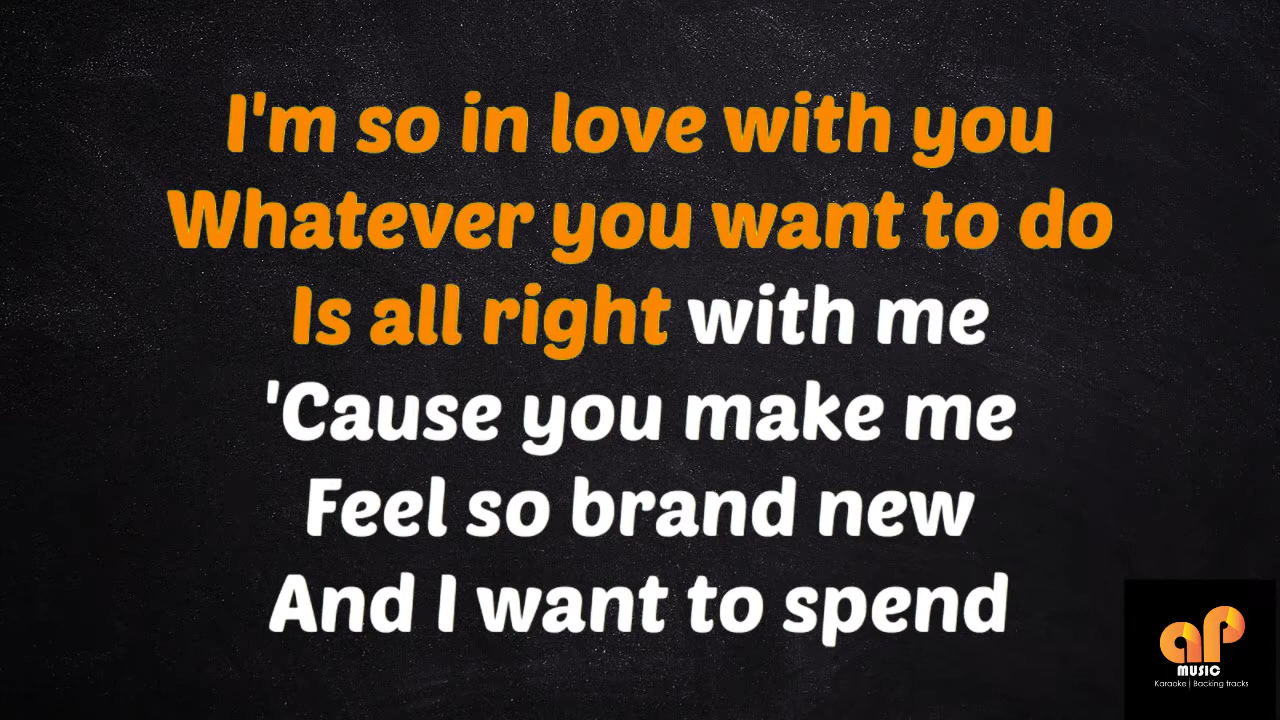 I'm so in love with you
Whatever you want to do
Is all right with me
'Cause you make me
Feel so brand new
And I want to spend
ap
MUSIC
Karaoke | Backing tracks